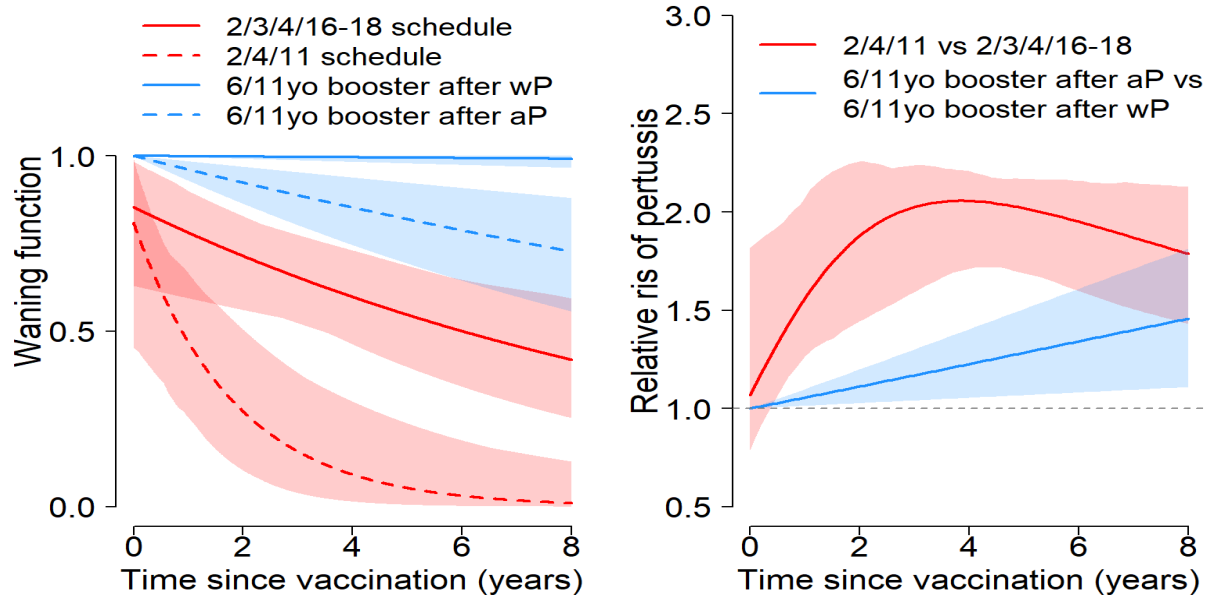 2/3/4/16-18 schedule
2/4/11 schedule
6/11yo booster after wP
6/11yo booster after aP
Waning function
1.0
0.5
0.0
0 2 4 6 8
Time since vaccination (years)
2/4/11 vs 2/3/4/16-18
6/11yo booster after aP vs
6/11yo booster after wP
Relative ris of pertussis
3.0
2.5
2.0
1.5
1.0
0.5
0 2 4 6 8
Time since vaccination (years)